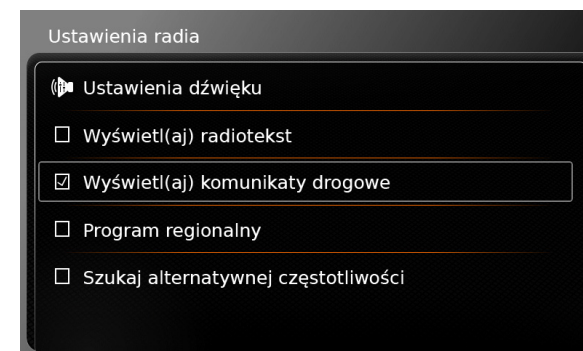 Ustawienia radia
Ustawienia dźwięku
Wyświetl(aj) radiotekst
Wyświetl(aj) komunikaty drogowe
Program regionalny
Szukaj alternatywnej częstotliwości